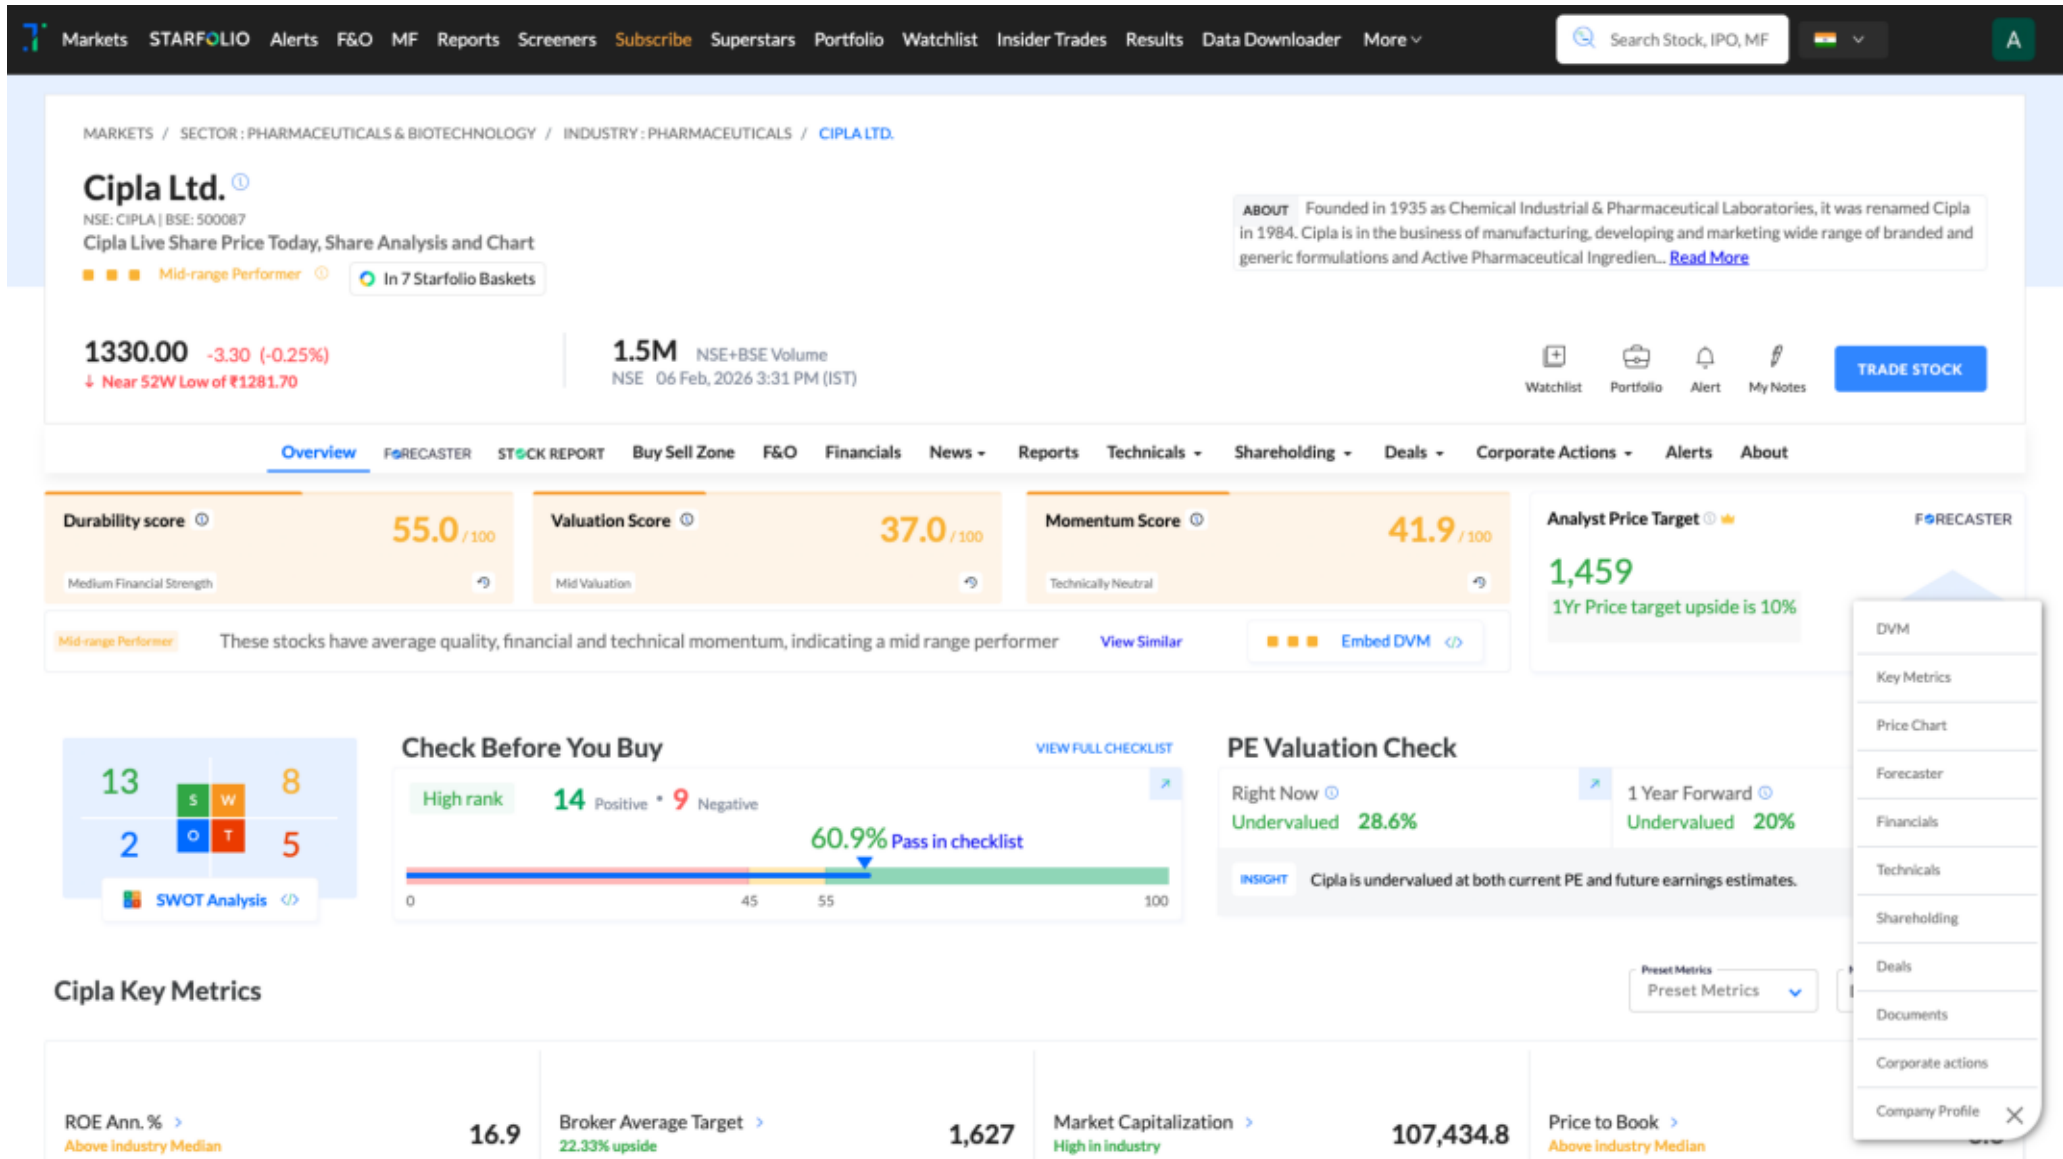 Markets STARFOLIO Alerts F&O MF Reports Screeners Subscribe Superstars Portfolio Watchlist Insider Trades Results Data Downloader More Search Stock, IPO, MF A
MARKETS / SECTOR : PHARMACEUTICALS & BIOTECHNOLOGY / INDUSTRY : PHARMACEUTICALS / CIPLA LTD.
Cipla Ltd.
NSE: CIPLA | BSE: 500087
Cipla Live Share Price Today, Share Analysis and Chart
Mid-range Performer In 7 Starfolio Baskets
ABOUT Founded in 1935 as Chemical Industrial & Pharmaceutical Laboratories, it was renamed Cipla
in 1984. Cipla is in the business of manufacturing, developing and marketing wide range of branded and
generic formulations and Active Pharmaceutical Ingredien... Read More
1330.00 -3.30 (-0.25%)
↓ Near 52W Low of ₹1281.70
1.5M NSE+BSE Volume
NSE 06 Feb, 2026 3:31 PM (IST)
Watchlist Portfolio Alert My Notes TRADE STOCK
Overview FORECASTER STOCK REPORT Buy Sell Zone F&O Financials News Reports Technicals Shareholding Deals Corporate Actions Alerts About
Durability score 55.0 / 100
Medium Financial Strength
Valuation Score 37.0 / 100
Mid Valuation
Momentum Score 41.9 / 100
Technically Neutral
Analyst Price Target FORECASTER
1,459
1Yr Price target upside is 10%
Mid-range Performer These stocks have average quality, financial and technical momentum, indicating a mid range performer View Similar Embed DVM </>
13 8
S W
O T
2 5
SWOT Analysis </>
Check Before You Buy VIEW FULL CHECKLIST
High rank 14 Positive • 9 Negative
60.9% Pass in checklist
0 45 55 100
PE Valuation Check
Right Now
Undervalued 28.6%
1 Year Forward
Undervalued 20%
INSIGHT Cipla is undervalued at both current PE and future earnings estimates.
Cipla Key Metrics
Preset Metrics
Preset Metrics
ROE Ann. % 16.9
Above industry Median
Broker Average Target 1,627
22.33% upside
Market Capitalization 107,434.8
High in industry
Price to Book
Above industry Median
DVM
Key Metrics
Price Chart
Forecaster
Financials
Technicals
Shareholding
Deals
Documents
Corporate actions
Company Profile